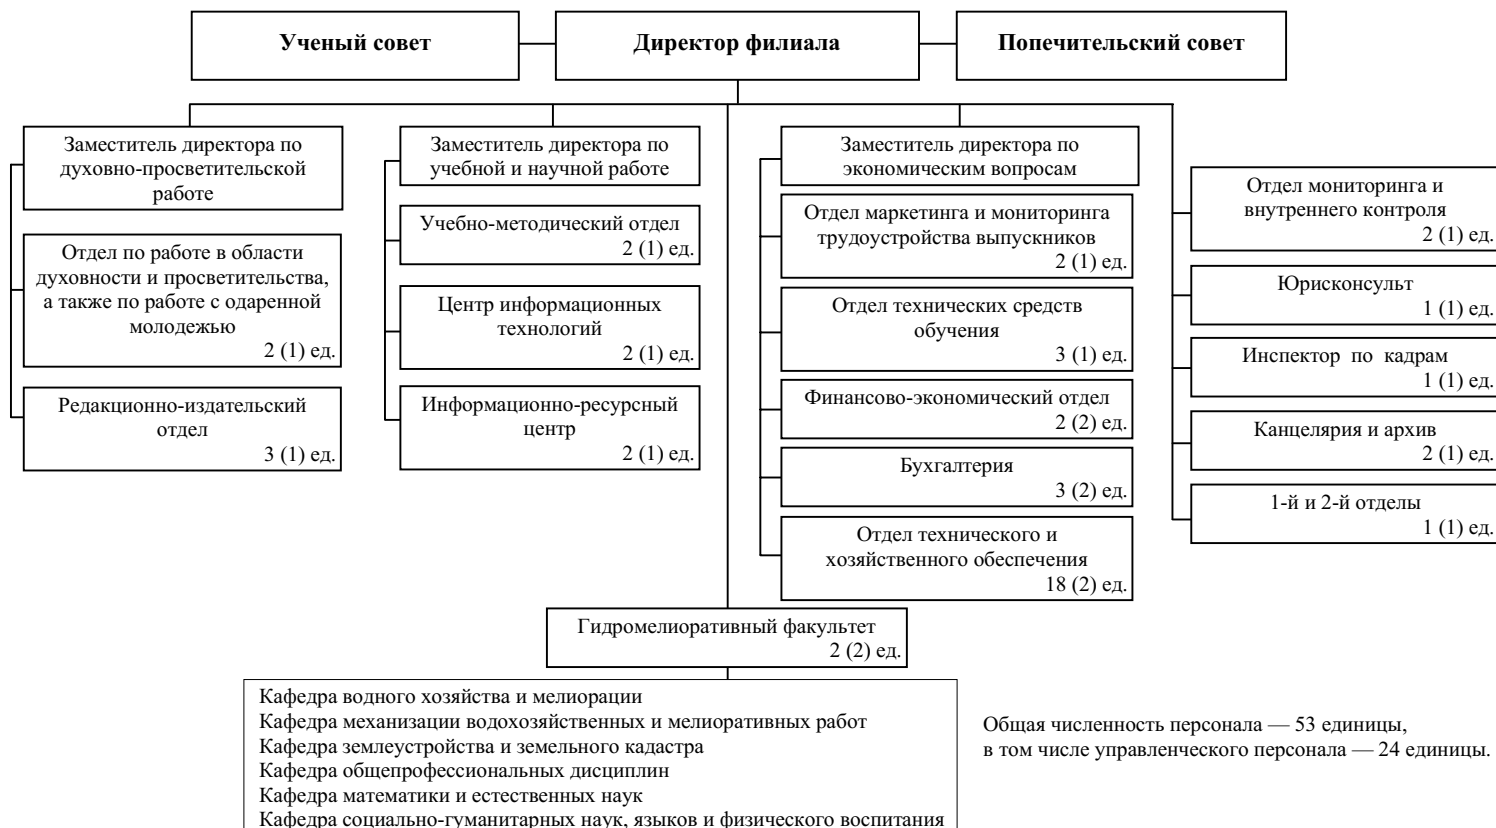 Ученый совет
Директор филиала
Попечительский совет
Заместитель директора по
духовно-просветительской
работе
Отдел по работе в области
духовности и просветительства,
а также по работе с одаренной
молодежью
2 (1) ед.
Редакционно-издательский
отдел
3 (1) ед.
Заместитель директора по
учебной и научной работе
Учебно-методический отдел
2 (1) ед.
Центр информационных
технологий
2 (1) ед.
Информационно-ресурсный
центр
2 (1) ед.
Заместитель директора по
экономическим вопросам
Отдел маркетинга и мониторинга
трудоустройства выпускников
2 (1) ед.
Отдел технических средств
обучения
3 (1) ед.
Финансово-экономический отдел
2 (2) ед.
Бухгалтерия
3 (2) ед.
Отдел технического и
хозяйственного обеспечения
18 (2) ед.
Отдел мониторинга и
внутреннего контроля
2 (1) ед.
Юрисконсульт
1 (1) ед.
Инспектор по кадрам
1 (1) ед.
Канцелярия и архив
2 (1) ед.
1-й и 2-й отделы
1 (1) ед.
Гидромелиоративный факультет
2 (2) ед.
Кафедра водного хозяйства и мелиорации
Кафедра механизации водохозяйственных и мелиоративных работ
Кафедра землеустройства и земельного кадастра
Кафедра общепрофессиональных дисциплин
Кафедра математики и естественных наук
Кафедра социально-гуманитарных наук, языков и физического воспитания
Общая численность персонала — 53 единицы,
в том числе управленческого персонала — 24 единицы.